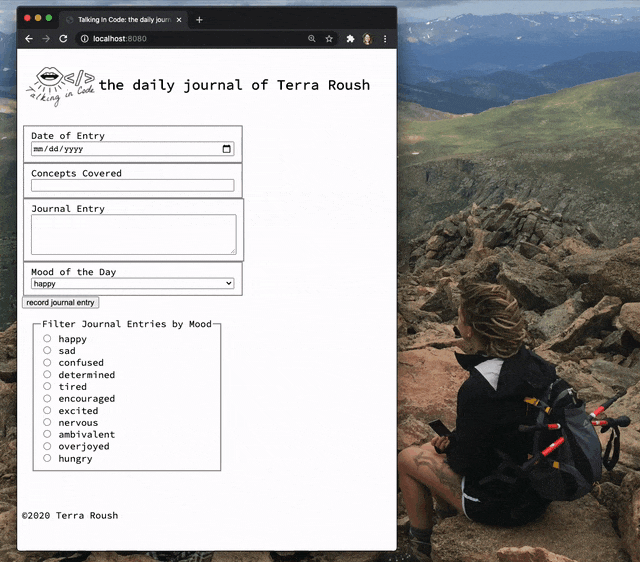 Talking In Code: the daily journ
localhost:8080
Talking in Code
</>
the daily journal of Terra Roush
Date of Entry
mm/dd/yyyy
Concepts Covered
Journal Entry
Mood of the Day
happy
record journal entry
Filter Journal Entries by Mood
happy
sad
confused
determined
tired
encouraged
excited
nervous
ambivalent
overjoyed
hungry
©2020 Terra Roush